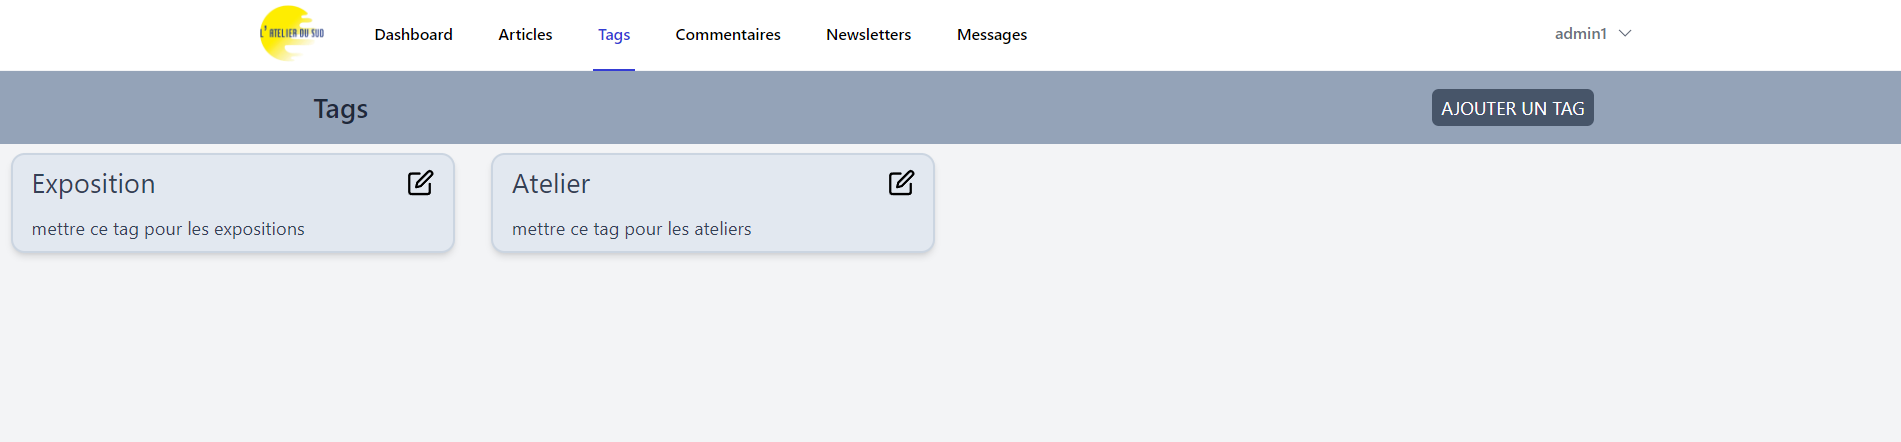 L'ATELIER DU SUD
Dashboard Articles Tags Commentaires Newsletters Messages admin1
Tags AJOUTER UN TAG
Exposition
mettre ce tag pour les expositions
Atelier
mettre ce tag pour les ateliers